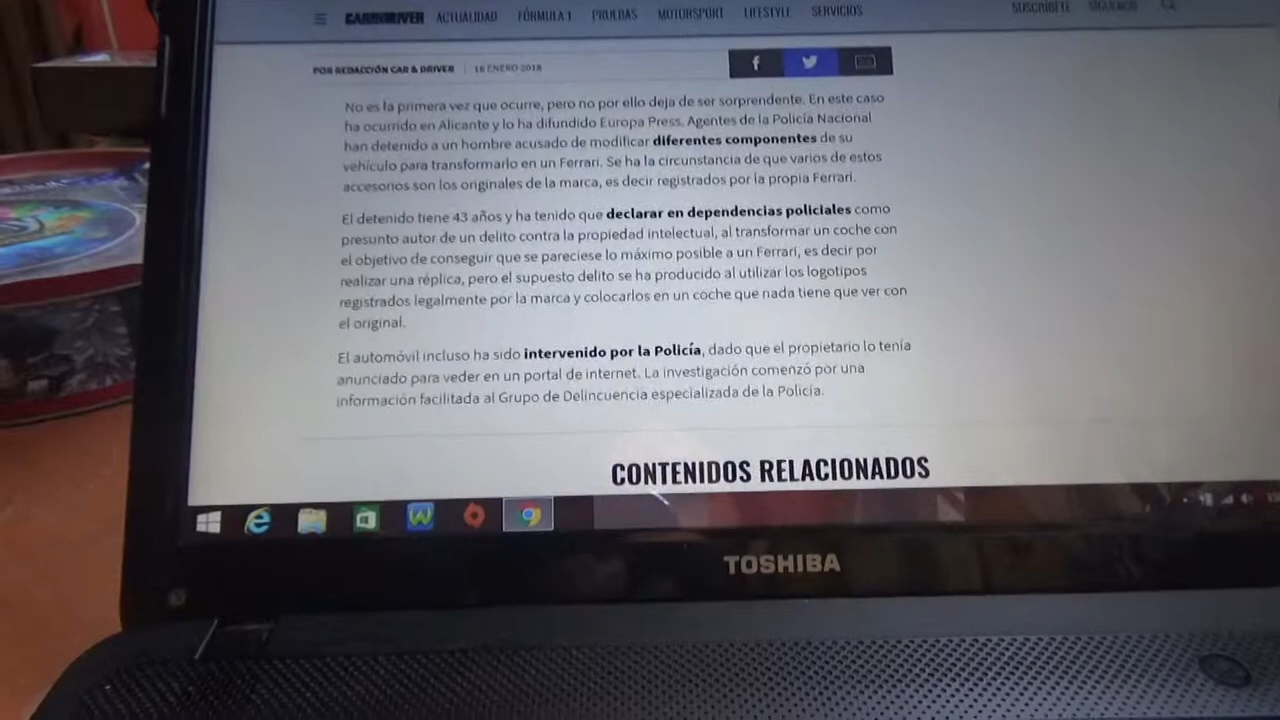 CAR AND DRIVER ACTUALIDAD FÓRMULA 1 PRUEBAS MOTORSPORT LIFESTYLE SERVICIOS SUSCRÍBETE SÍGUENOS
POR REDACCIÓN CAR & DRIVER 18 ENERO 2018
No es la primera vez que ocurre, pero no por ello deja de ser sorprendente. En este caso
ha ocurrido en Alicante y lo ha difundido Europa Press. Agentes de la Policía Nacional
han detenido a un hombre acusado de modificar diferentes componentes de su
vehículo para transformarlo en un Ferrari. Se ha la circunstancia de que varios de estos
accesorios son los originales de la marca, es decir registrados por la propia Ferrari.
El detenido tiene 43 años y ha tenido que declarar en dependencias policiales como
presunto autor de un delito contra la propiedad intelectual, al transformar un coche con
el objetivo de conseguir que se pareciese lo máximo posible a un Ferrari, es decir por
realizar una réplica, pero el supuesto delito se ha producido al utilizar los logotipos
registrados legalmente por la marca y colocarlos en un coche que nada tiene que ver con
el original.
El automóvil incluso ha sido intervenido por la Policía, dado que el propietario lo tenía
anunciado para veder en un portal de internet. La investigación comenzó por una
información facilitada al Grupo de Delincuencia especializada de la Policía.
CONTENIDOS RELACIONADOS
TOSHIBA